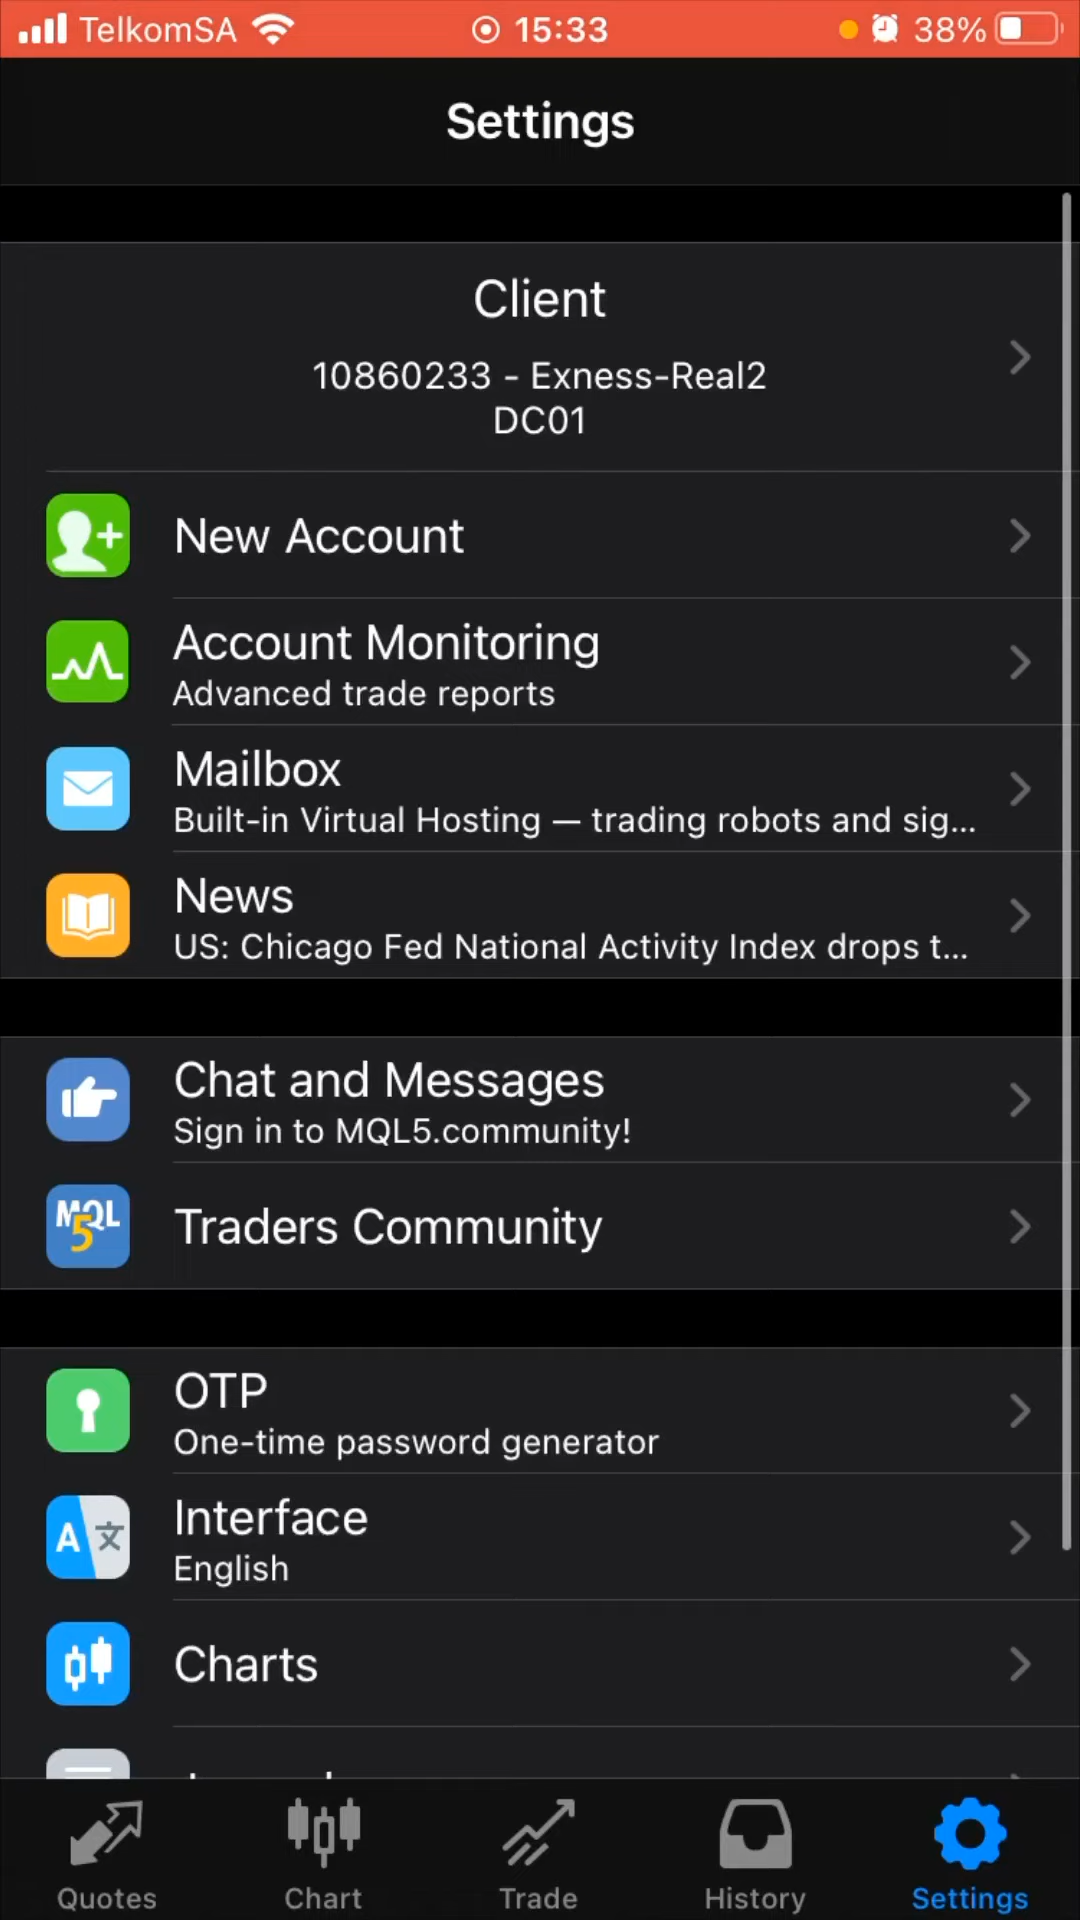 TelkomSA 15:33 38%
Settings
Client
10860233 - Exness-Real2
DC01
New Account
Account Monitoring
Advanced trade reports
Mailbox
Built-in Virtual Hosting — trading robots and sig...
News
US: Chicago Fed National Activity Index drops t...
Chat and Messages
Sign in to MQL5.community!
MQL
5
Traders Community
OTP
One-time password generator
A 文
Interface
English
Charts
Quotes Chart Trade History Settings